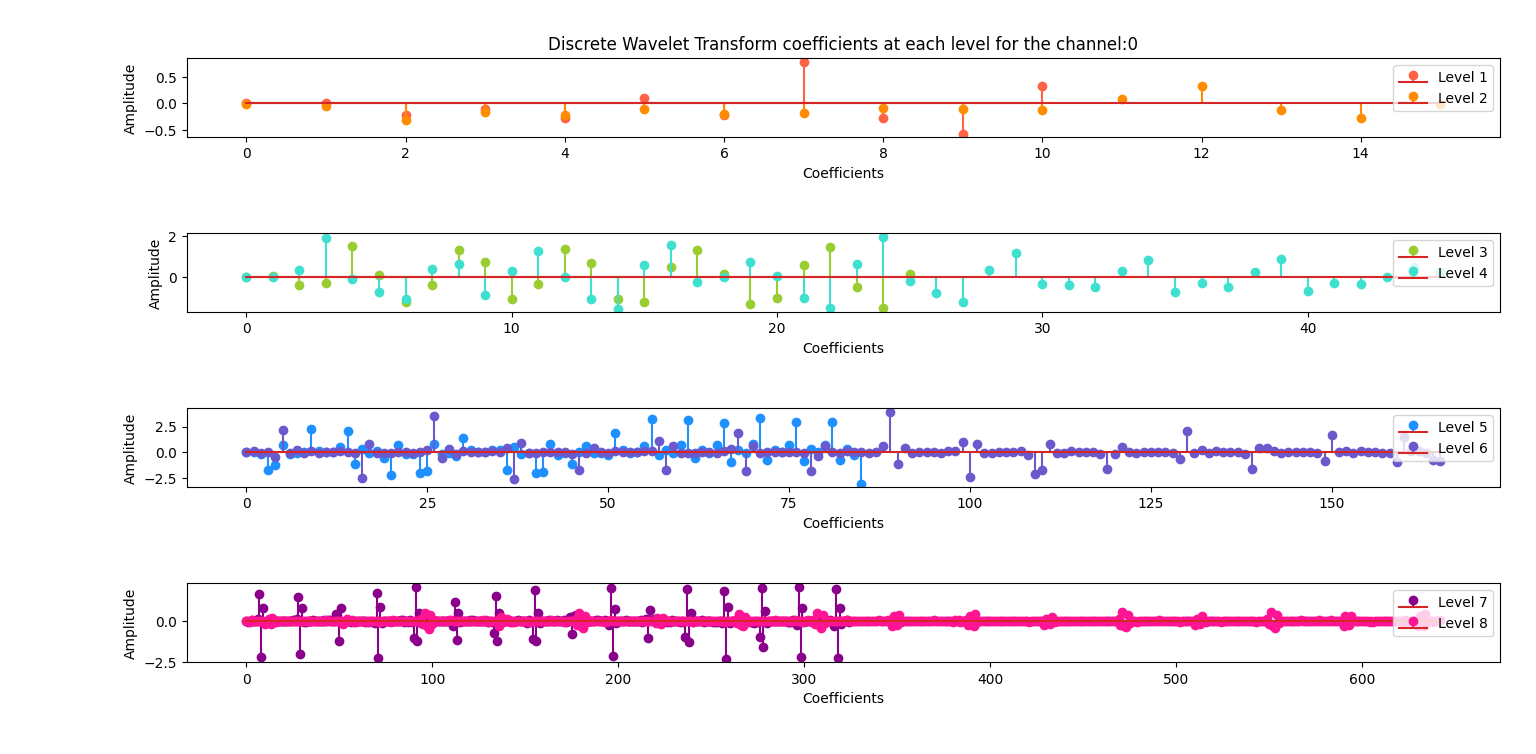 Discrete Wavelet Transform coefficients at each level for the channel:0
Amplitude
0.5
0.0
−0.5
Level 1
Level 2
0 2 4 6 8 10 12 14
Coefficients
Amplitude
2
0
Level 3
Level 4
0 10 20 30 40
Coefficients
Amplitude
2.5
0.0
−2.5
Level 5
Level 6
0 25 50 75 100 125 150
Coefficients
Amplitude
0.0
−2.5
Level 7
Level 8
0 100 200 300 400 500 600
Coefficients